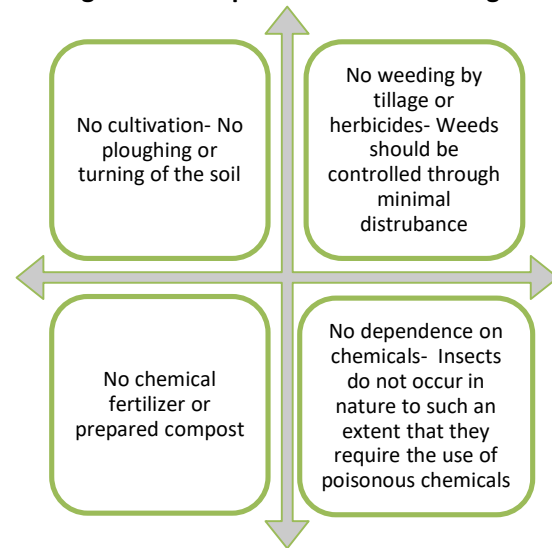 No cultivation- No
ploughing or
turning of the soil
No weeding by
tillage or
herbicides- Weeds
should be
controlled through
minimal
distrubance
No chemical
fertilizer or
prepared compost
No dependence on
chemicals- Insects
do not occur in
nature to such an
extent that they
require the use of
poisonous chemicals